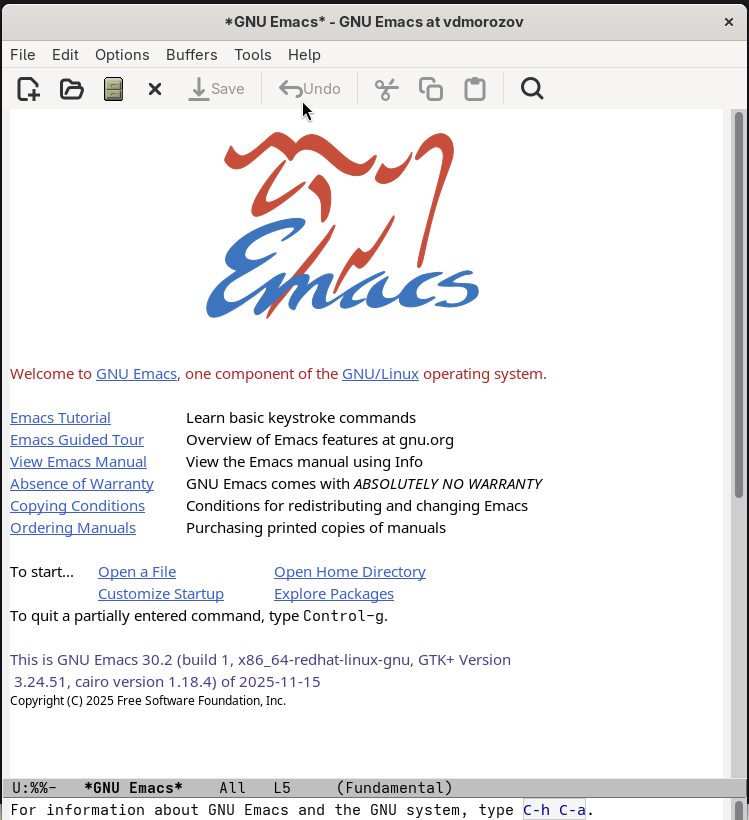 *GNU Emacs* - GNU Emacs at vdmorozov
File Edit Options Buffers Tools Help
Save Undo
Emacs
Welcome to GNU Emacs, one component of the GNU/Linux operating system.
Emacs Tutorial Learn basic keystroke commands
Emacs Guided Tour Overview of Emacs features at gnu.org
View Emacs Manual View the Emacs manual using Info
Absence of Warranty GNU Emacs comes with ABSOLUTELY NO WARRANTY
Copying Conditions Conditions for redistributing and changing Emacs
Ordering Manuals Purchasing printed copies of manuals
To start... Open a File Open Home Directory
Customize Startup Explore Packages
To quit a partially entered command, type Control-g.
This is GNU Emacs 30.2 (build 1, x86_64-redhat-linux-gnu, GTK+ Version
3.24.51, cairo version 1.18.4) of 2025-11-15
Copyright (C) 2025 Free Software Foundation, Inc.
U:%%- *GNU Emacs* All L5 (Fundamental)
For information about GNU Emacs and the GNU system, type C-h C-a.